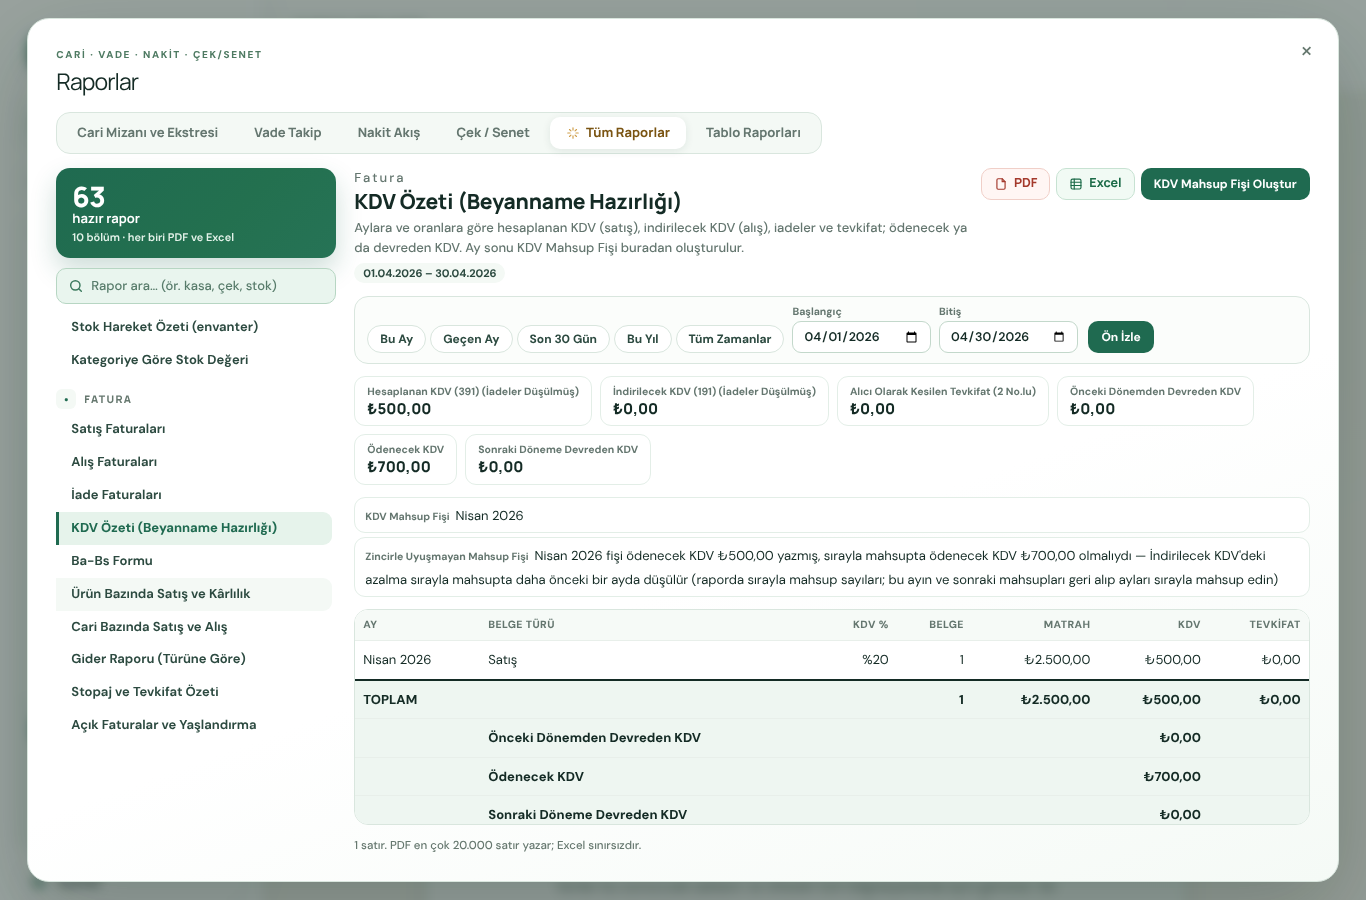 CARİ · VADE · NAKİT · ÇEK/SENET
Raporlar
×
Cari Mizanı ve Ekstresi
Vade Takip
Nakit Akış
Çek / Senet
Tüm Raporlar
Tablo Raporları
63
hazır rapor
10 bölüm · her biri PDF ve Excel
Rapor ara... (ör. kasa, çek, stok)
Stok Hareket Özeti (envanter)
Kategoriye Göre Stok Değeri
• FATURA
Satış Faturaları
Alış Faturaları
İade Faturaları
KDV Özeti (Beyanname Hazırlığı)
Ba-Bs Formu
Ürün Bazında Satış ve Kârlılık
Cari Bazında Satış ve Alış
Gider Raporu (Türüne Göre)
Stopaj ve Tevkifat Özeti
Açık Faturalar ve Yaşlandırma
Fatura
KDV Özeti (Beyanname Hazırlığı)
Aylara ve oranlara göre hesaplanan KDV (satış), indirilecek KDV (alış), iadeler ve tevkifat; ödenecek ya
da devreden KDV. Ay sonu KDV Mahsup Fişi buradan oluşturulur.
01.04.2026 – 30.04.2026
PDF
Excel
KDV Mahsup Fişi Oluştur
Bu Ay
Geçen Ay
Son 30 Gün
Bu Yıl
Tüm Zamanlar
Başlangıç
04/01/2026
Bitiş
04/30/2026
Ön İzle
Hesaplanan KDV (391) (İadeler Düşülmüş)
₺500,00
İndirilecek KDV (191) (İadeler Düşülmüş)
₺0,00
Alıcı Olarak Kesilen Tevkifat (2 No.lu)
₺0,00
Önceki Dönemden Devreden KDV
₺0,00
Ödenecek KDV
₺700,00
Sonraki Döneme Devreden KDV
₺0,00
KDV Mahsup Fişi Nisan 2026
Zincirle Uyuşmayan Mahsup Fişi Nisan 2026 fişi ödenecek KDV ₺500,00 yazmış, sırayla mahsupta ödenecek KDV ₺700,00 olmalıydı — İndirilecek KDV'deki
azalma sırayla mahsupta daha önceki bir ayda düşülür (raporda sırayla mahsup sayıları; bu ayın ve sonraki mahsupları geri alıp ayları sırayla mahsup edin)
AY BELGE TÜRÜ KDV % BELGE MATRAH KDV TEVKİFAT
Nisan 2026 Satış %20 1 ₺2.500,00 ₺500,00 ₺0,00
TOPLAM 1 ₺2.500,00 ₺500,00 ₺0,00
Önceki Dönemden Devreden KDV ₺0,00
Ödenecek KDV ₺700,00
Sonraki Döneme Devreden KDV ₺0,00
1 satır. PDF en çok 20.000 satır yazar; Excel sınırsızdır.